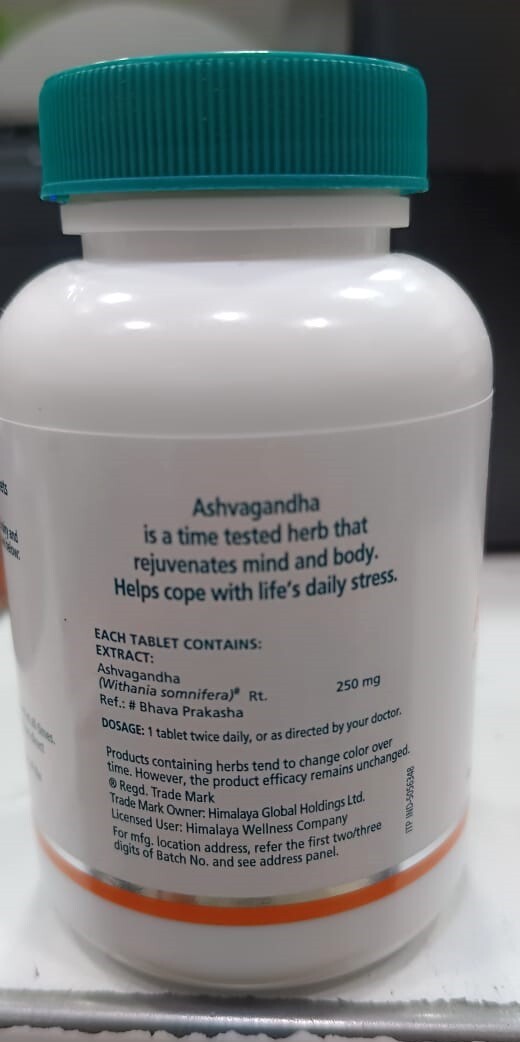 Ashvagandha
is a time tested herb that
rejuvenates mind and body.
Helps cope with life's daily stress.
EACH TABLET CONTAINS:
EXTRACT:
Ashvagandha
(Withania somnifera)# Rt. 250 mg
Ref.: # Bhava Prakasha
DOSAGE: 1 tablet twice daily, or as directed by your doctor.
Products containing herbs tend to change color over
time. However, the product efficacy remains unchanged.
® Regd. Trade Mark
Trade Mark Owner: Himalaya Global Holdings Ltd.
Licensed User: Himalaya Wellness Company
For mfg. location address, refer the first two/three
digits of Batch No. and see address panel.
ITP IND-5056348